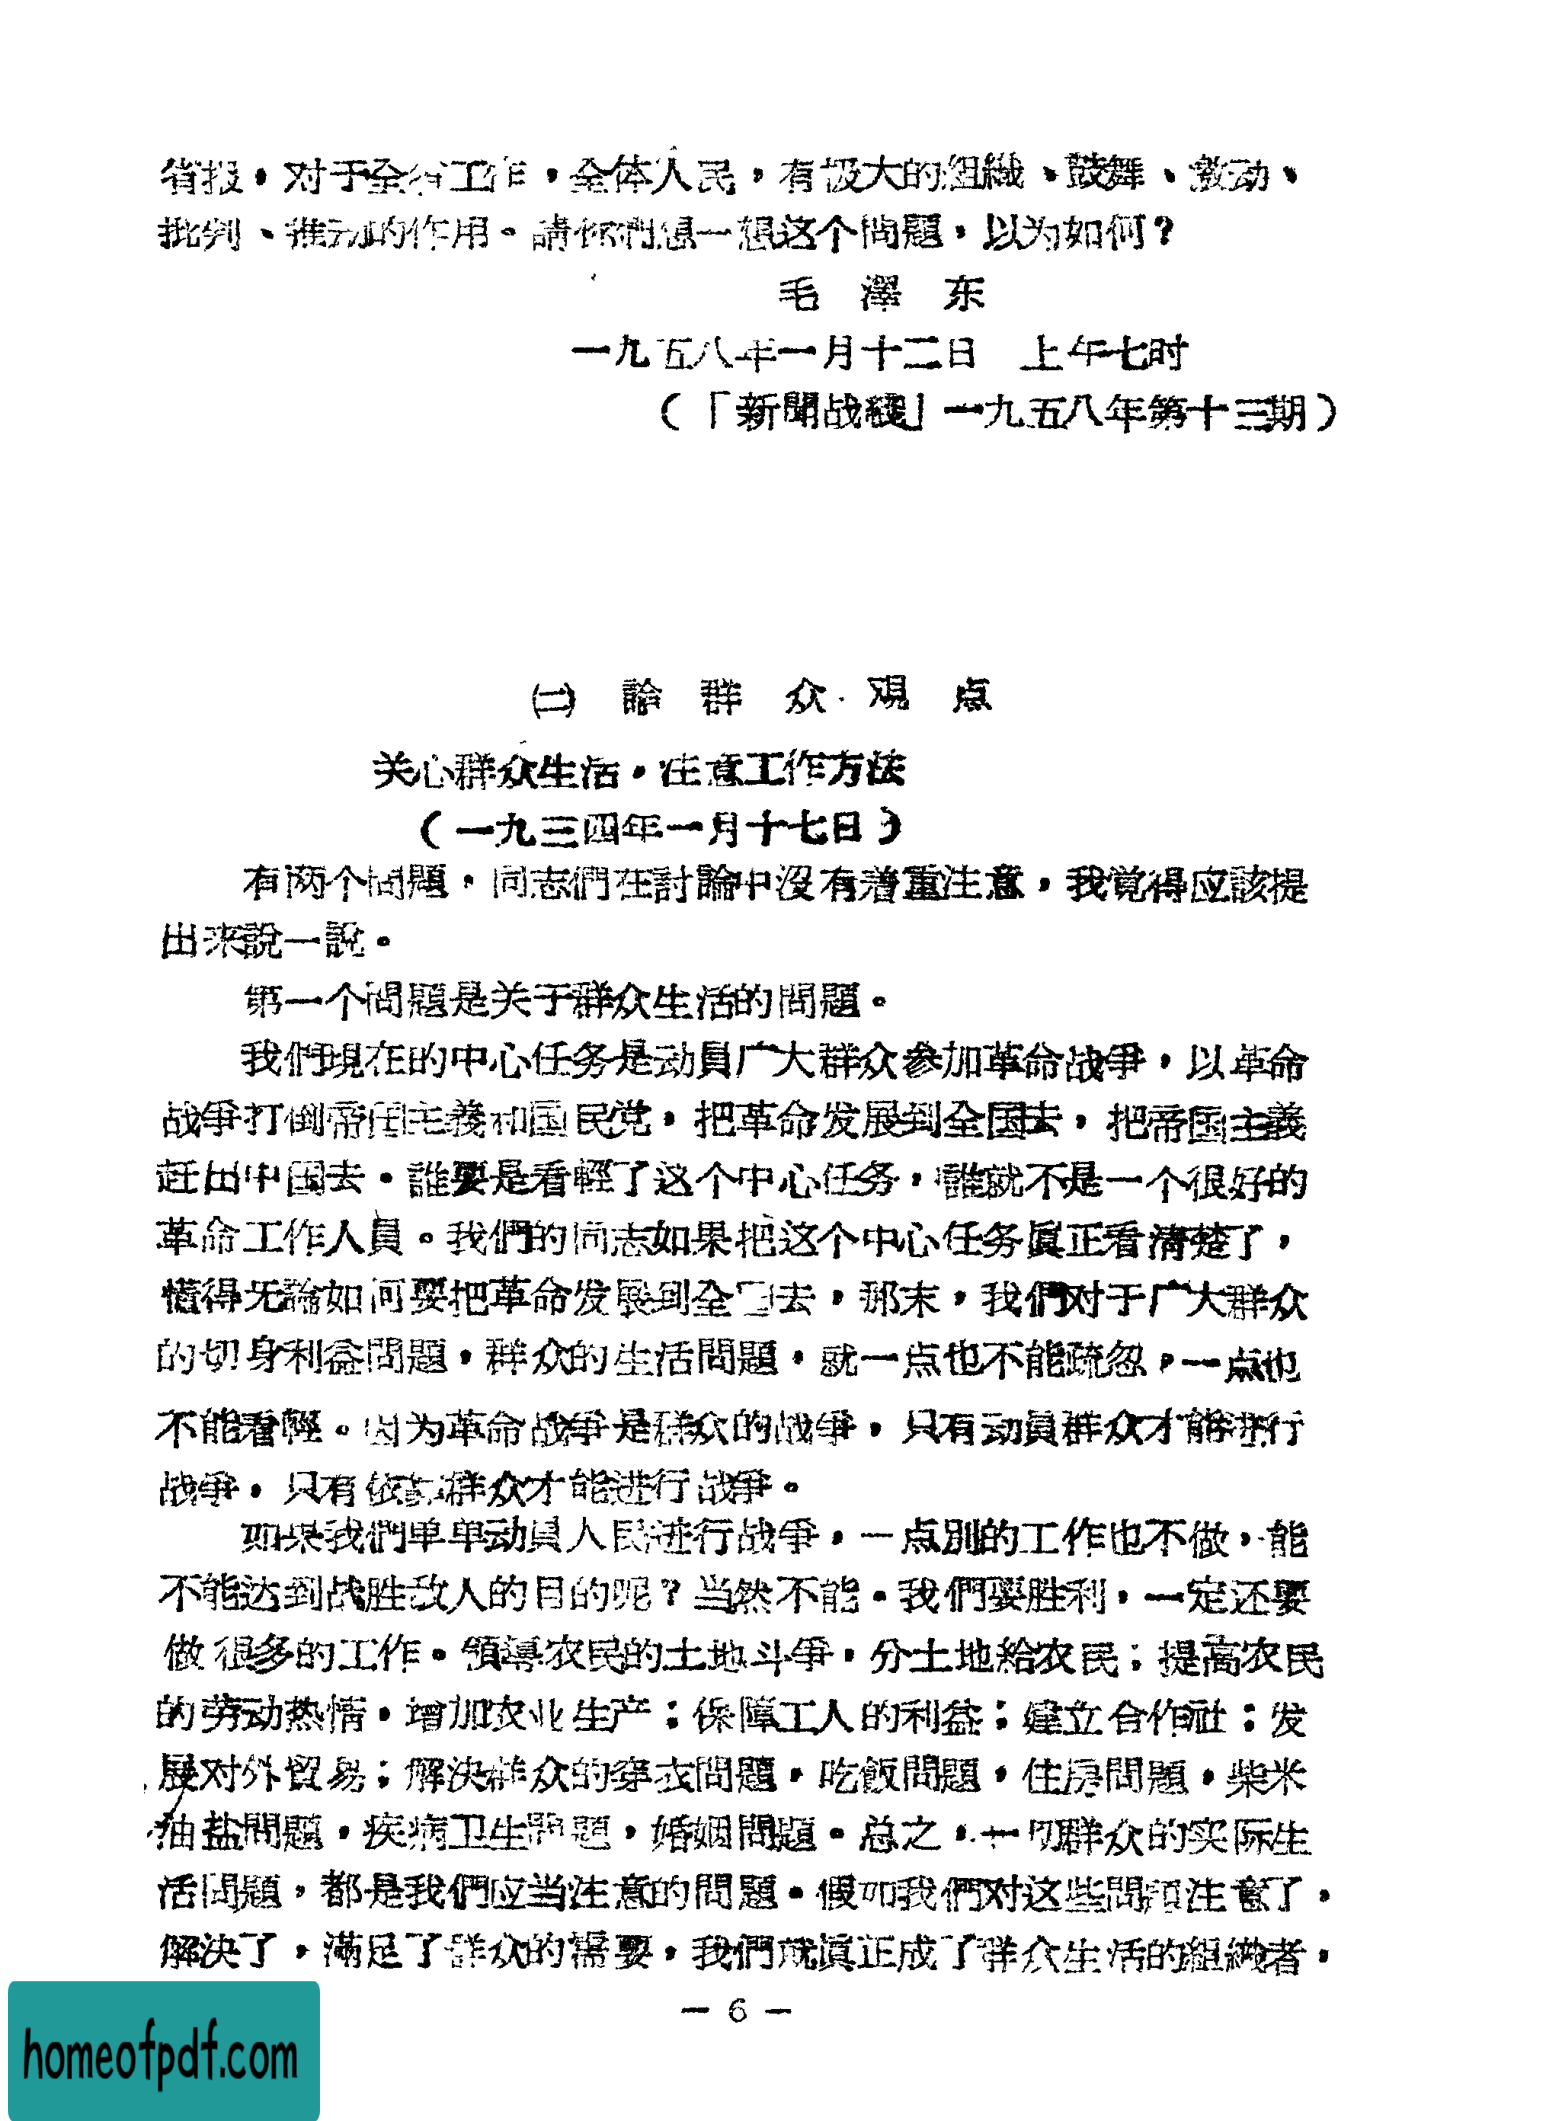 省报，对于全省工作，全体人民，有极大的組織、鼓舞、激动、
批判、推动的作用。請你們想一想这个問題，以为如何？
毛 澤 东
一九五八年一月十二日 上午七时
（「新聞战綫」一九五八年第十三期）
㈡ 論 群 众 观 点
关心群众生活，注意工作方法
（一九三四年一月十七日）
有两个問題，同志們在討論中沒有着重注意，我覚得应該提
出来說一說。
第一个問題是关于群众生活的問題。
我們現在的中心任务是动員广大群众参加革命战爭，以革命
战爭打倒帝国主義和国民党，把革命发展到全国去，把帝国主義
赶出中国去。誰要是看輕了这个中心任务，誰就不是一个很好的
革命工作人員。我們的同志如果把这个中心任务眞正看清楚了，
懂得无論如何要把革命发展到全国去，那末，我們对于广大群众
的切身利益問題，群众的生活問題，就一点也不能疏忽，一点也
不能看輕。因为革命战爭是群众的战爭，只有动員群众才能进行
战爭，只有依靠群众才能进行战爭。
如果我們单单动員人民进行战爭，一点別的工作也不做，能
不能达到战胜敌人的目的呢？当然不能。我們要胜利，一定还要
做很多的工作。領導农民的土地斗爭，分土地給农民；提高农民
的劳动热情，增加农业生产；保障工人的利益；建立合作社；发
展对外貿易；解決群众的穿衣問題，吃飯問題，住房問題，柴米
油盐問題，疾病卫生問題，婚姻問題。总之，一切群众的实际生
活問題，都是我們应当注意的問題。假如我們对这些問題注意了，
解決了，滿足了群众的需要，我們就眞正成了群众生活的組織者，
— 6 —
homeofpdf.com